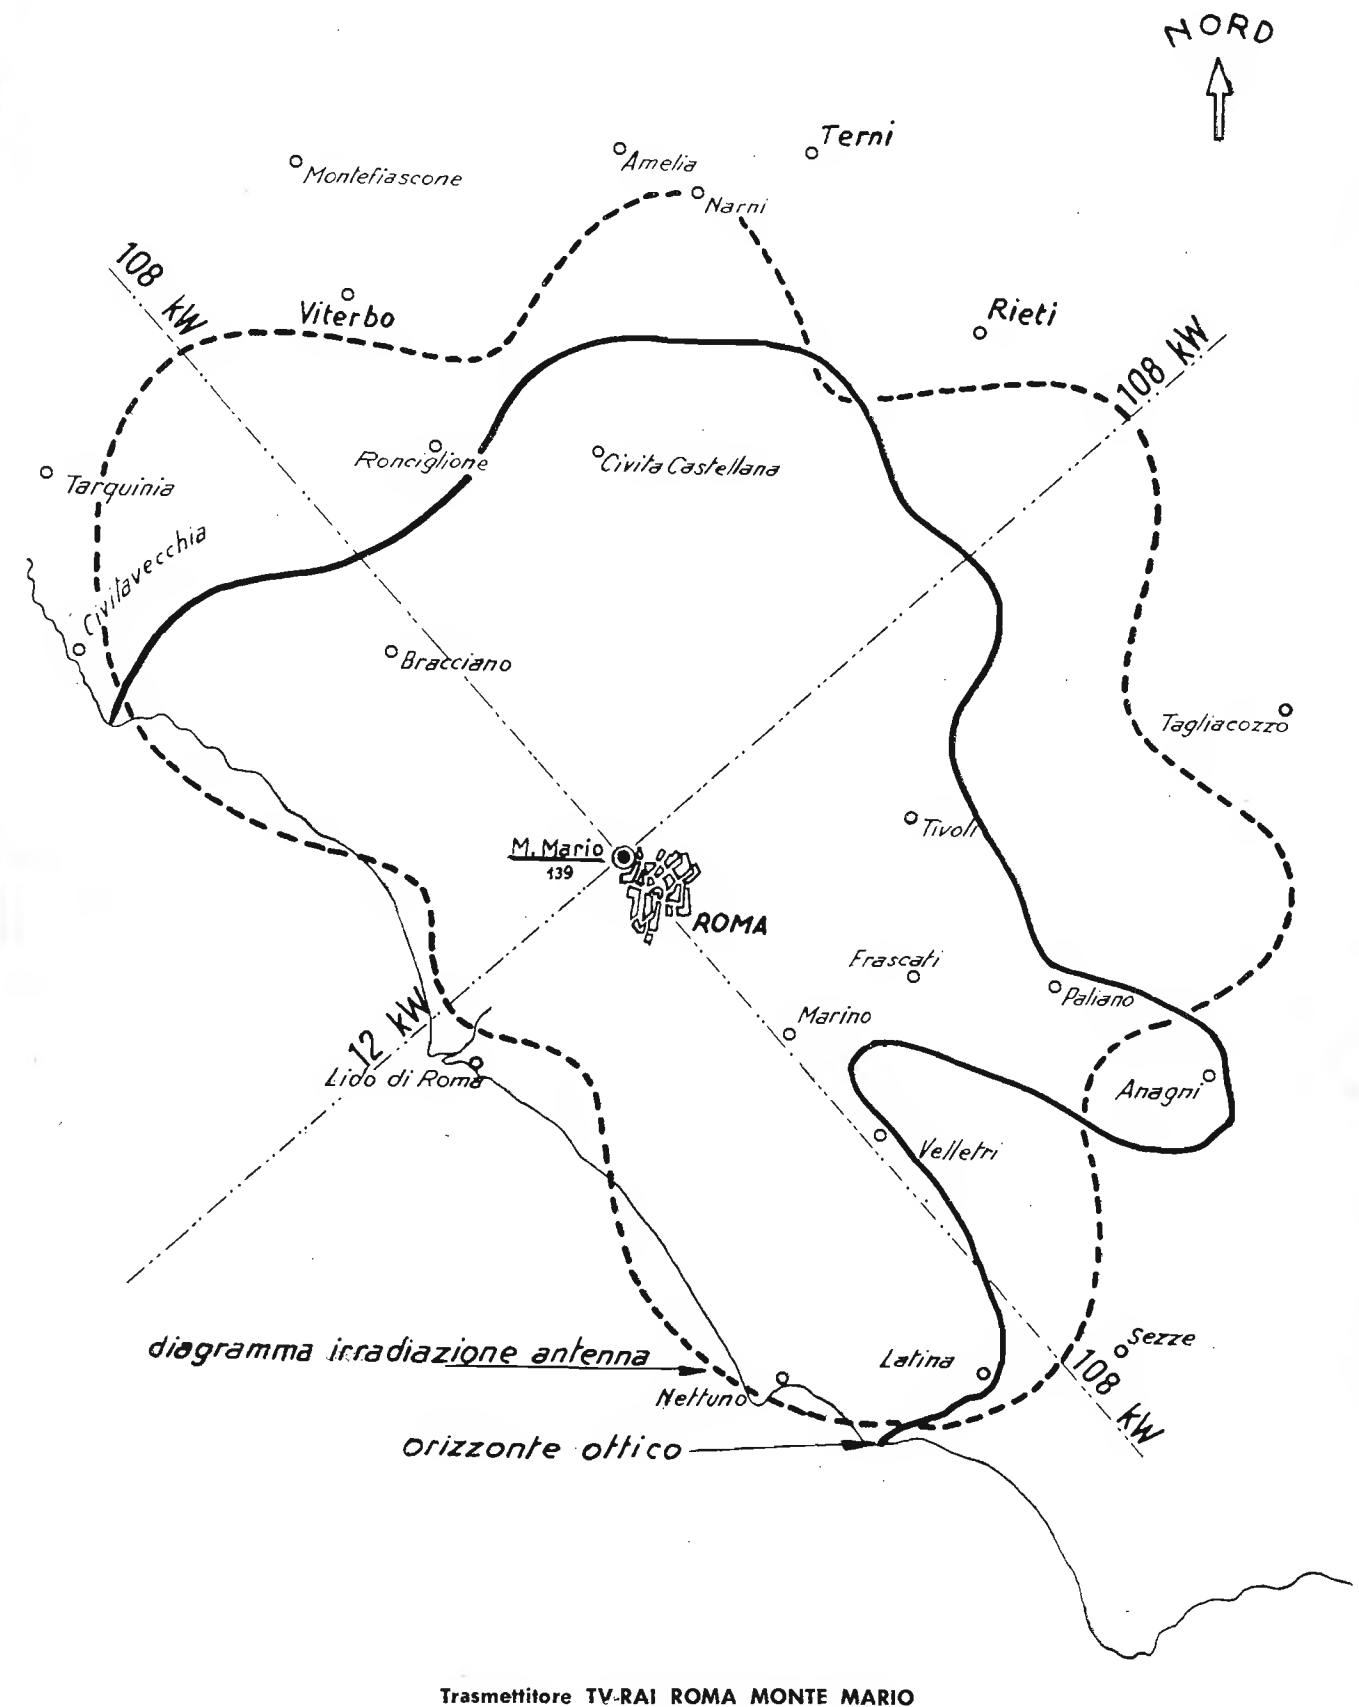 NORD
Terni
Amelia
Montefiascone
Narni
108 kW
Viterbo
Rieti
108 kW
Ronciglione
Civita Castellana
Tarquinia
Civitavecchia
Bracciano
Tagliacozzo
Tivoli
M. Mario
139
ROMA
Frascati
Paliano
Marino
12 kW
Lido di Roma
Anagni
Velletri
diagramma irradiazione antenna
Sezze
Latina
108 kW
Nettuno
orizzonte ottico
Trasmettitore TV-RAI ROMA MONTE MARIO